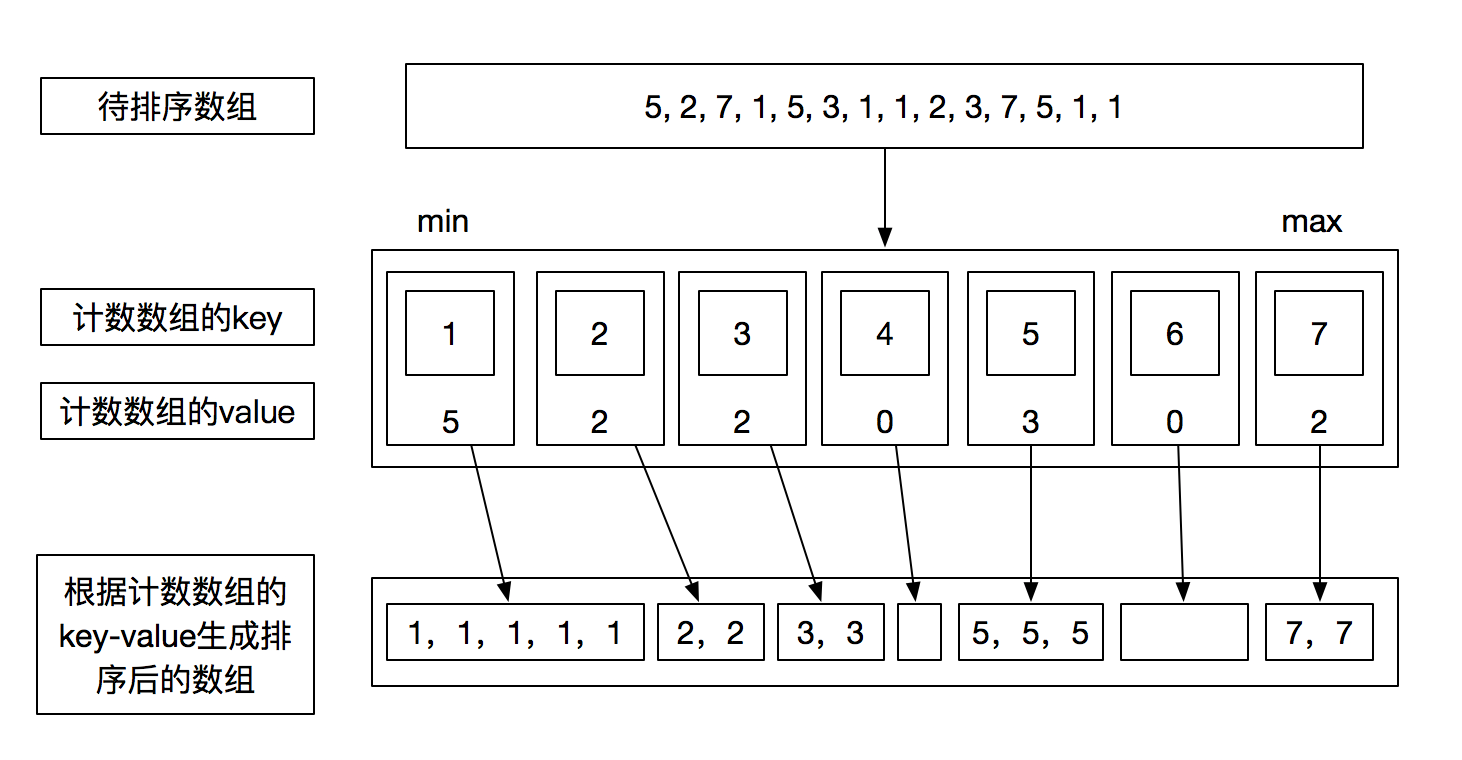 待排序数组
5, 2, 7, 1, 5, 3, 1, 1, 2, 3, 7, 5, 1, 1
min
max
计数数组的key
1 2 3 4 5 6 7
计数数组的value
5 2 2 0 3 0 2
根据计数数组的
key-value生成排
序后的数组
1, 1, 1, 1, 1
2, 2
3, 3
5, 5, 5
7, 7